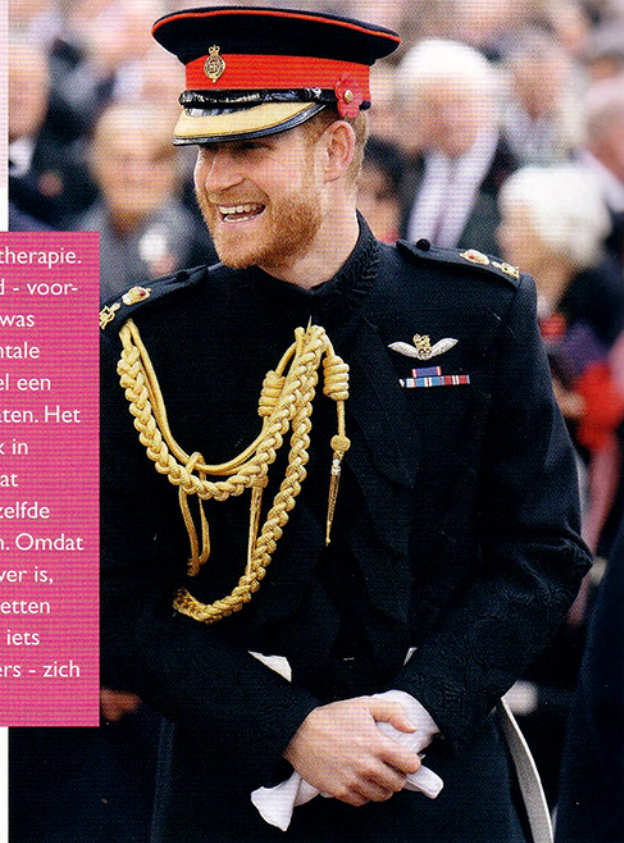 therapie.
d - voor-
was
ntale
el een
aten. Het
k in
at
zelfde
n. Omdat
ver is,
etten
iets
ers - zich